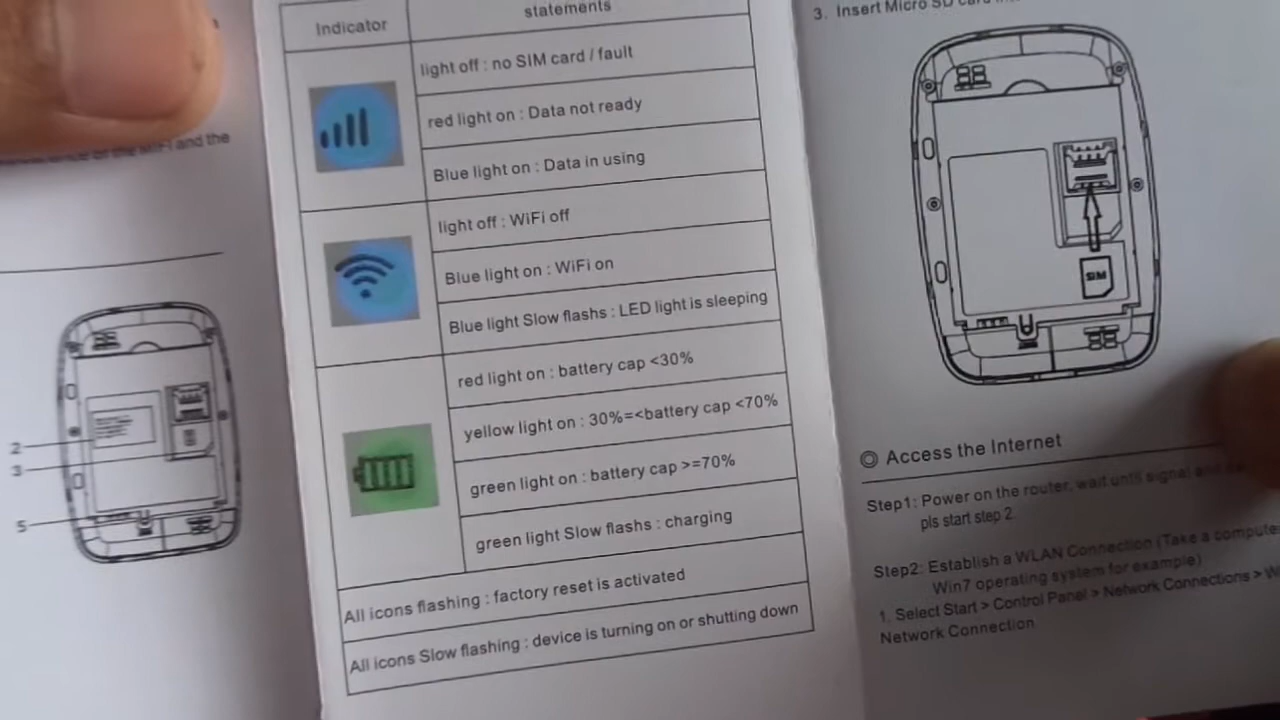 and the
2
3
5
Indicator
statements
light off : no SIM card / fault
red light on : Data not ready
Blue light on : Data in using
light off : WiFi off
Blue light on : WiFi on
Blue light Slow flashs : LED light is sleeping
red light on : battery cap <30%
yellow light on : 30%=<battery cap <70%
green light on : battery cap >=70%
green light Slow flashs : charging
All icons flashing : factory reset is activated
All icons Slow flashing : device is turning on or shutting down
3. Insert Micro SD card
SIM
◎ Access the Internet
Step1: Power on the router, wait until signal and
pls start step 2.
Step2: Establish a WLAN Connection (Take a compute
Win7 operating system for example)
1. Select Start > Control Panel > Network Connections > W
Network Connection